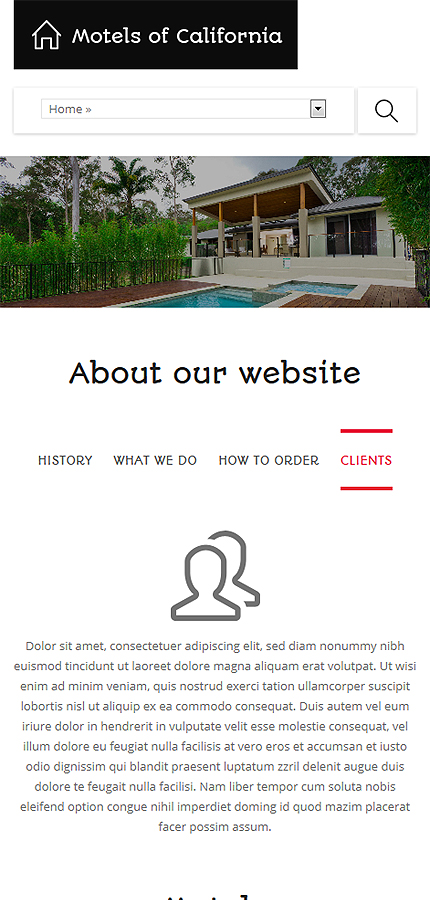 Motels of California
Home »
About our website
HISTORY WHAT WE DO HOW TO ORDER CLIENTS
Dolor sit amet, consectetuer adipiscing elit, sed diam nonummy nibh
euismod tincidunt ut laoreet dolore magna aliquam erat volutpat. Ut wisi
enim ad minim veniam, quis nostrud exerci tation ullamcorper suscipit
lobortis nisl ut aliquip ex ea commodo consequat. Duis autem vel eum
iriure dolor in hendrerit in vulputate velit esse molestie consequat, vel
illum dolore eu feugiat nulla facilisis at vero eros et accumsan et iusto
odio dignissim qui blandit praesent luptatum zzril delenit augue duis
dolore te feugait nulla facilisi. Nam liber tempor cum soluta nobis
eleifend option congue nihil imperdiet doming id quod mazim placerat
facer possim assum.